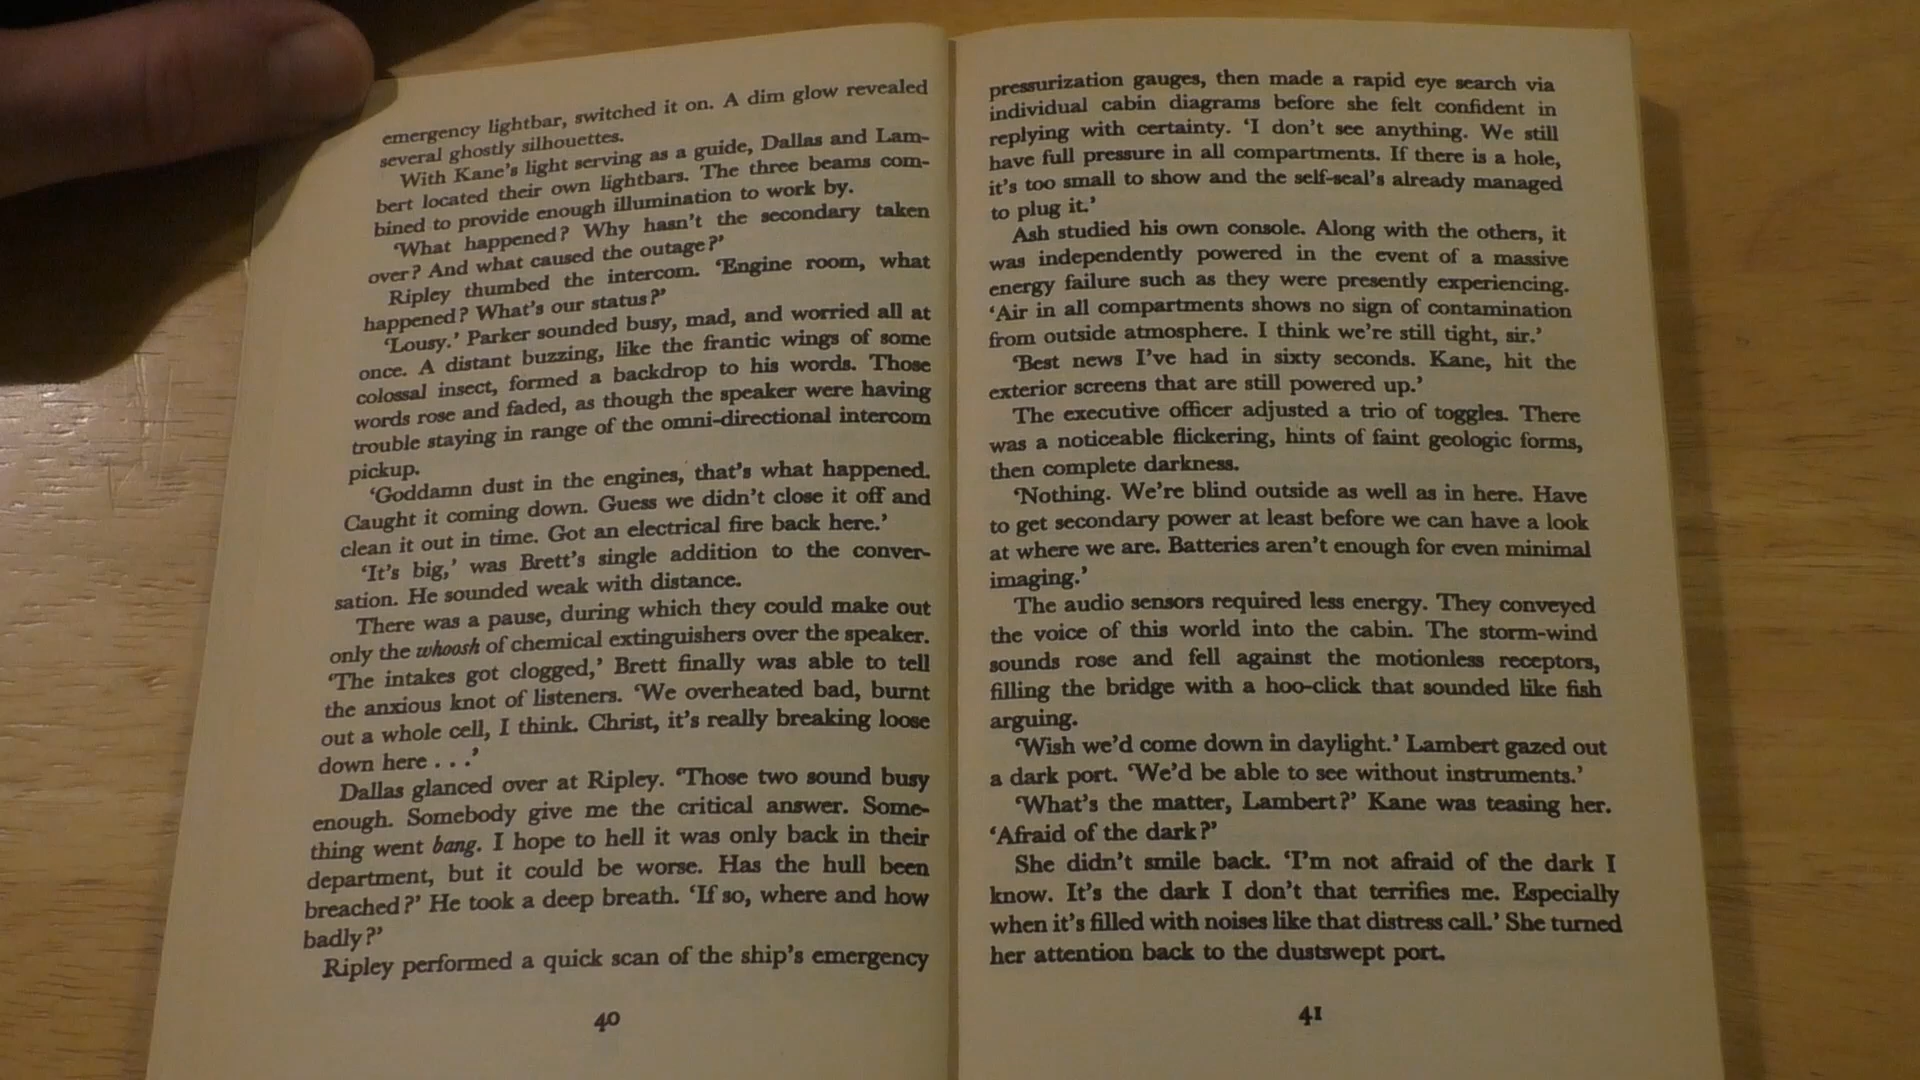 emergency lightbar, switched it on. A dim glow revealed
several ghostly silhouettes.
With Kane's light serving as a guide, Dallas and Lam-
bert located their own lightbars. The three beams com-
bined to provide enough illumination to work by.
‘What happened? Why hasn't the secondary taken
over? And what caused the outage?’
Ripley thumbed the intercom. ‘Engine room, what
happened? What's our status?’
‘Lousy.’ Parker sounded busy, mad, and worried all at
once. A distant buzzing, like the frantic wings of some
colossal insect, formed a backdrop to his words. Those
words rose and faded, as though the speaker were having
trouble staying in range of the omni-directional intercom
pickup.
‘Goddamn dust in the engines, that's what happened.
Caught it coming down. Guess we didn't close it off and
clean it out in time. Got an electrical fire back here.’
‘It's big,’ was Brett's single addition to the conver-
sation. He sounded weak with distance.
There was a pause, during which they could make out
only the whoosh of chemical extinguishers over the speaker.
‘The intakes got clogged,’ Brett finally was able to tell
the anxious knot of listeners. ‘We overheated bad, burnt
out a whole cell, I think. Christ, it's really breaking loose
down here . . .’
Dallas glanced over at Ripley. ‘Those two sound busy
enough. Somebody give me the critical answer. Some-
thing went bang. I hope to hell it was only back in their
department, but it could be worse. Has the hull been
breached?’ He took a deep breath. ‘If so, where and how
badly?’
Ripley performed a quick scan of the ship's emergency
40
pressurization gauges, then made a rapid eye search via
individual cabin diagrams before she felt confident in
replying with certainty. ‘I don't see anything. We still
have full pressure in all compartments. If there is a hole,
it's too small to show and the self-seal's already managed
to plug it.’
Ash studied his own console. Along with the others, it
was independently powered in the event of a massive
energy failure such as they were presently experiencing.
‘Air in all compartments shows no sign of contamination
from outside atmosphere. I think we're still tight, sir.’
‘Best news I've had in sixty seconds. Kane, hit the
exterior screens that are still powered up.’
The executive officer adjusted a trio of toggles. There
was a noticeable flickering, hints of faint geologic forms,
then complete darkness.
‘Nothing. We're blind outside as well as in here. Have
to get secondary power at least before we can have a look
at where we are. Batteries aren't enough for even minimal
imaging.’
The audio sensors required less energy. They conveyed
the voice of this world into the cabin. The storm-wind
sounds rose and fell against the motionless receptors,
filling the bridge with a hoo-click that sounded like fish
arguing.
‘Wish we'd come down in daylight.’ Lambert gazed out
a dark port. ‘We'd be able to see without instruments.’
‘What's the matter, Lambert?’ Kane was teasing her.
‘Afraid of the dark?’
She didn't smile back. ‘I'm not afraid of the dark I
know. It's the dark I don't that terrifies me. Especially
when it's filled with noises like that distress call.’ She turned
her attention back to the dustswept port.
41